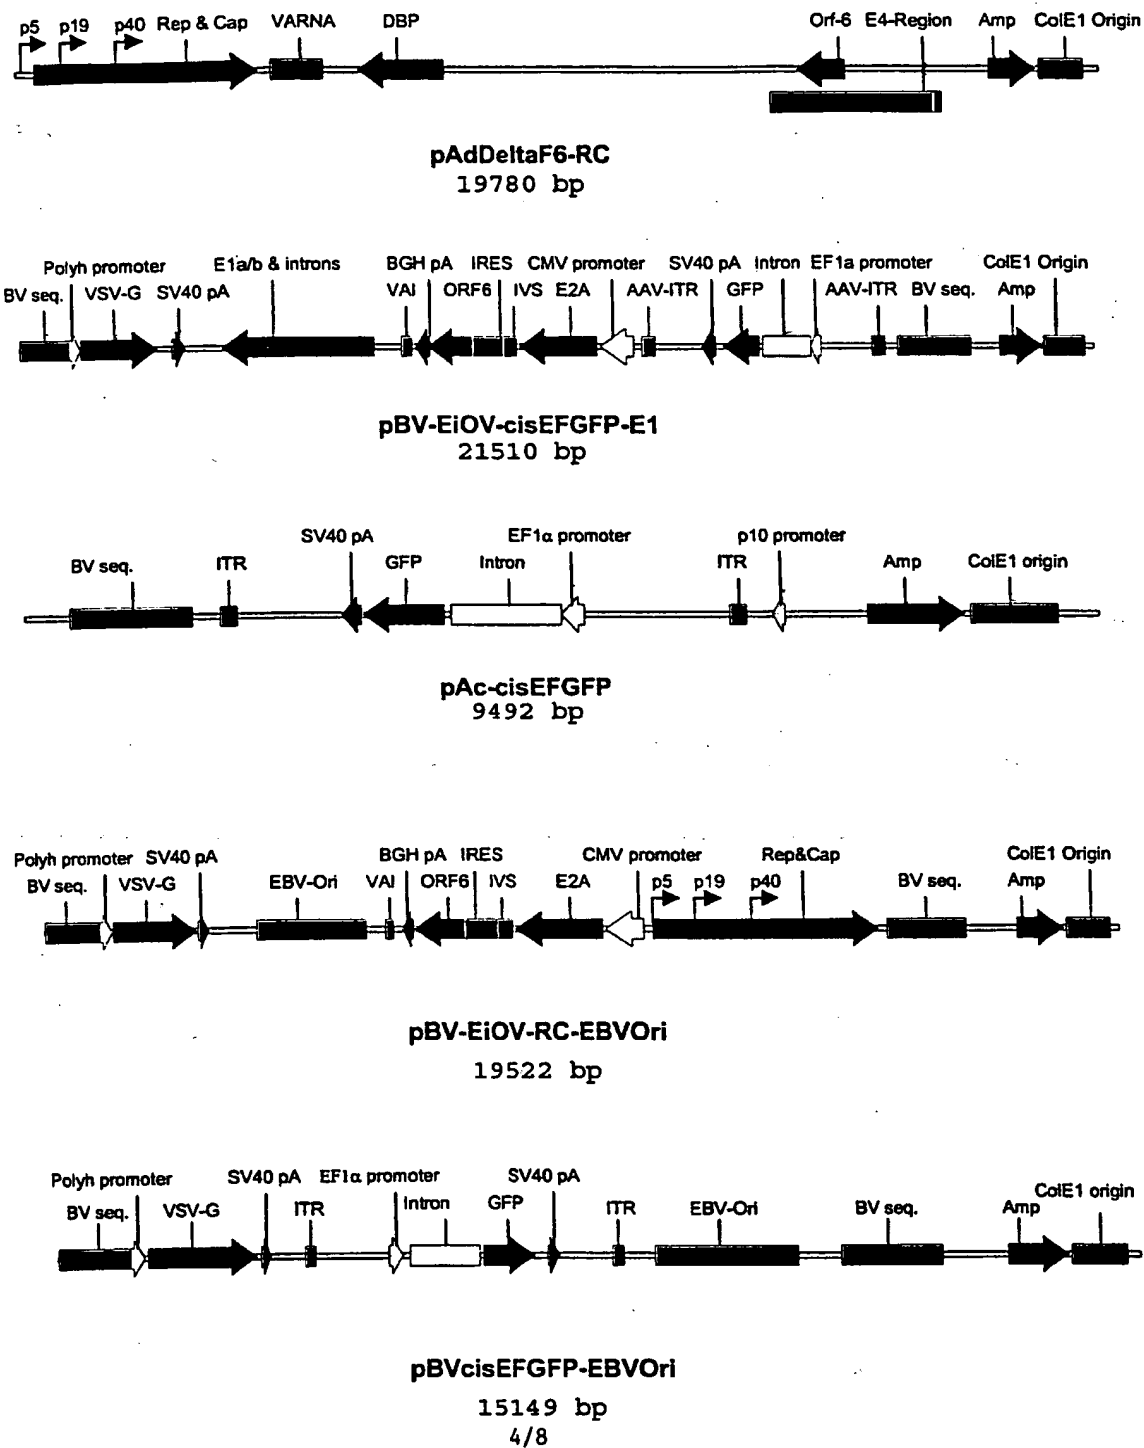 p5 p19 p40 Rep & Cap VARNA DBP Orf-6 E4-Region Amp ColE1 Origin
pAdDeltaF6-RC
19780 bp
Polyh promoter E1a/b & introns BGH pA IRES CMV promoter SV40 pA Intron EF1a promoter ColE1 Origin
BV seq. VSV-G SV40 pA VAI ORF6 IVS E2A AAV-ITR GFP AAV-ITR BV seq. Amp
pBV-EiOV-cisEFGFP-E1
21510 bp
SV40 pA EF1α promoter p10 promoter
BV seq. ITR GFP Intron ITR Amp ColE1 origin
pAc-cisEFGFP
9492 bp
Polyh promoter SV40 pA BGH pA IRES CMV promoter Rep&Cap ColE1 Origin
BV seq. VSV-G EBV-Ori VAI ORF6 IVS E2A p5 p19 p40 BV seq. Amp
pBV-EiOV-RC-EBVOri
19522 bp
Polyh promoter SV40 pA EF1α promoter SV40 pA ColE1 origin
BV seq. VSV-G ITR Intron GFP ITR EBV-Ori BV seq. Amp
pBVcisEFGFP-EBVOri
15149 bp
4/8